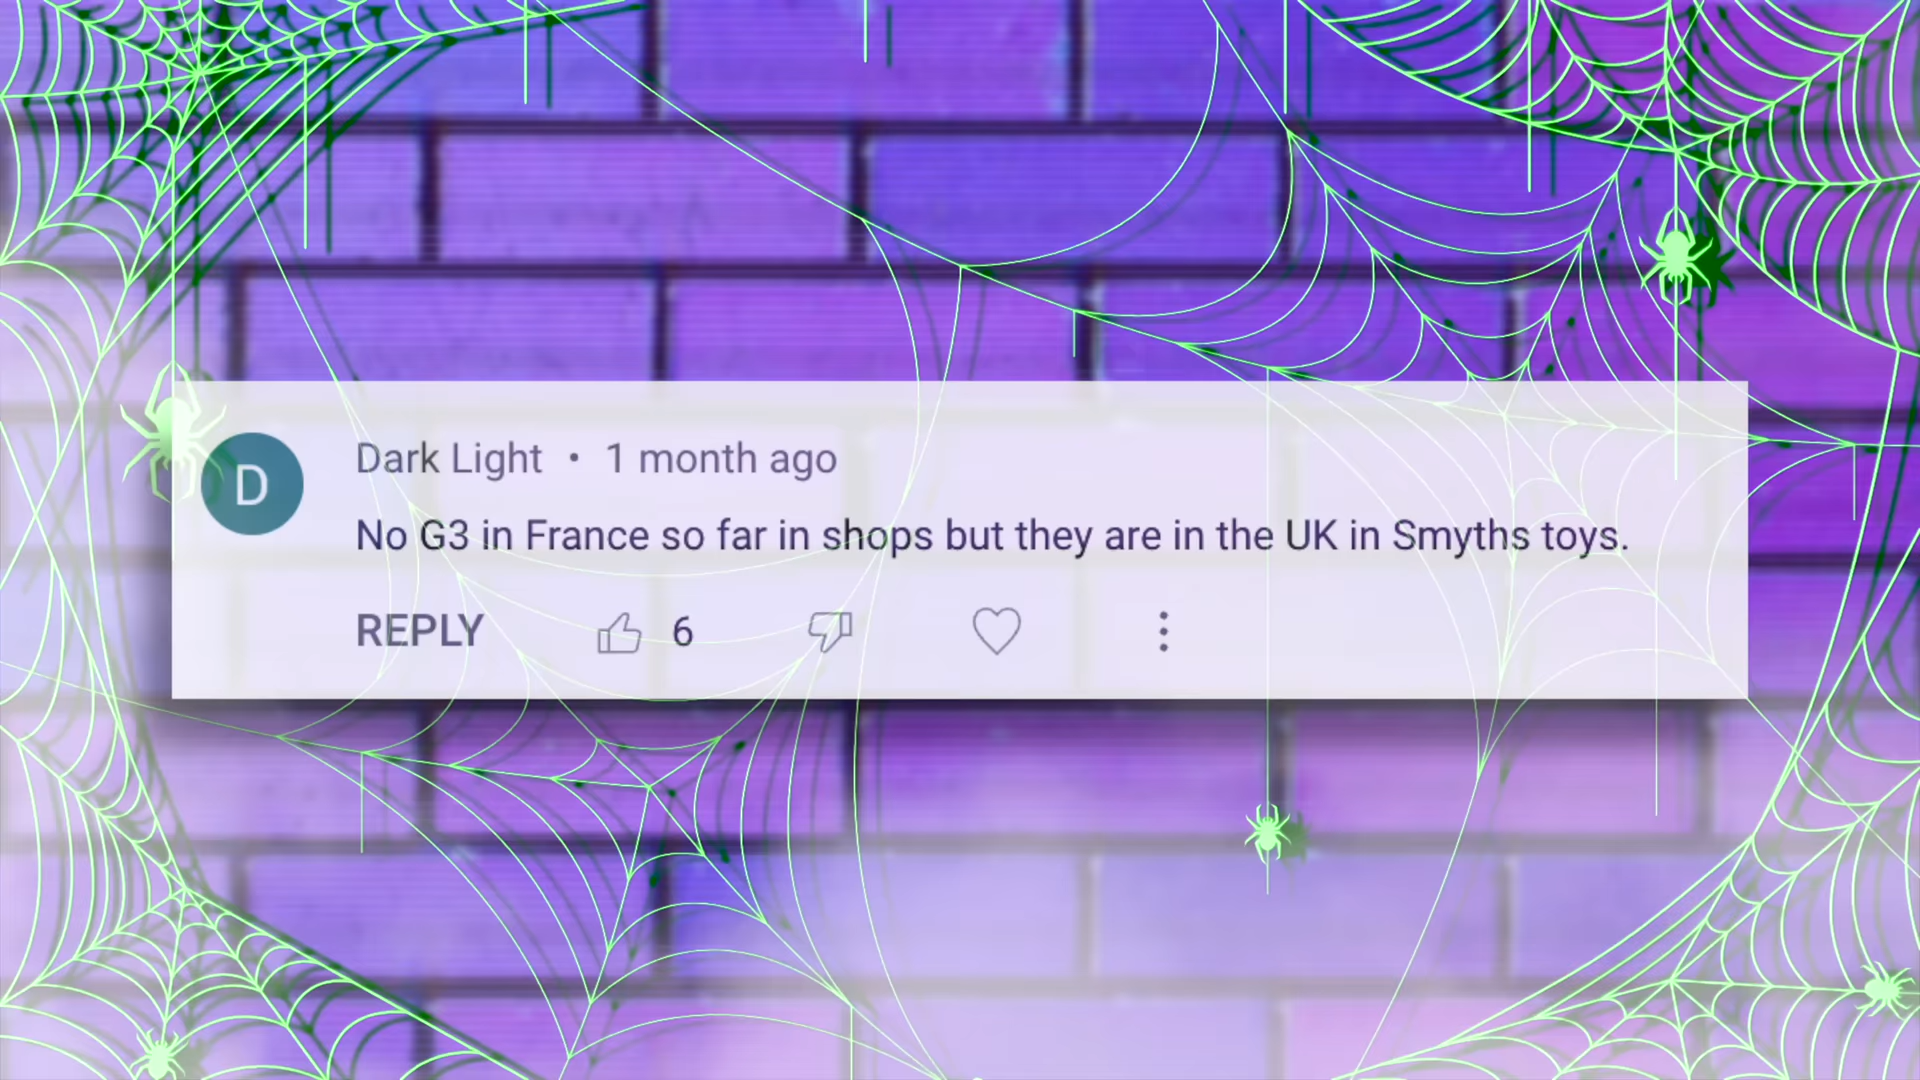 D
Dark Light • 1 month ago
No G3 in France so far in shops but they are in the UK in Smyths toys.
REPLY 6